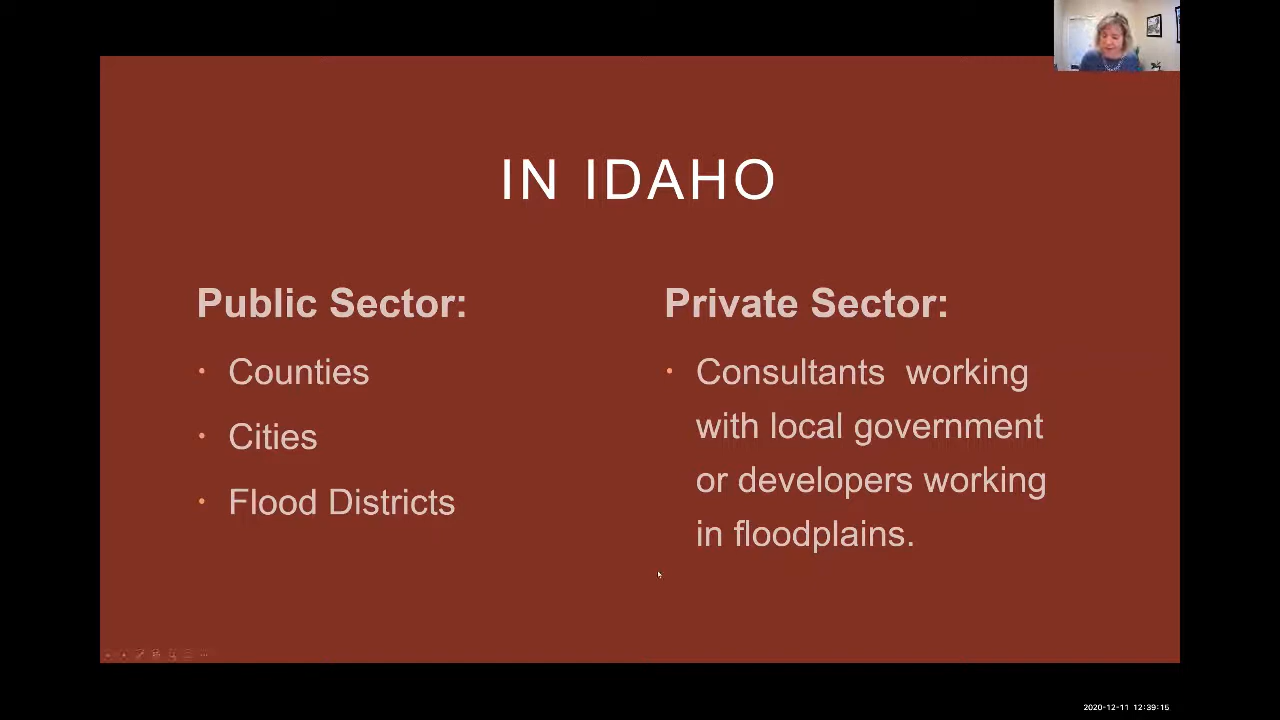 IN IDAHO
Public Sector:
• Counties
• Cities
• Flood Districts
Private Sector:
• Consultants  working
with local government
or developers working
in floodplains.
2020-12-11 12:39:15